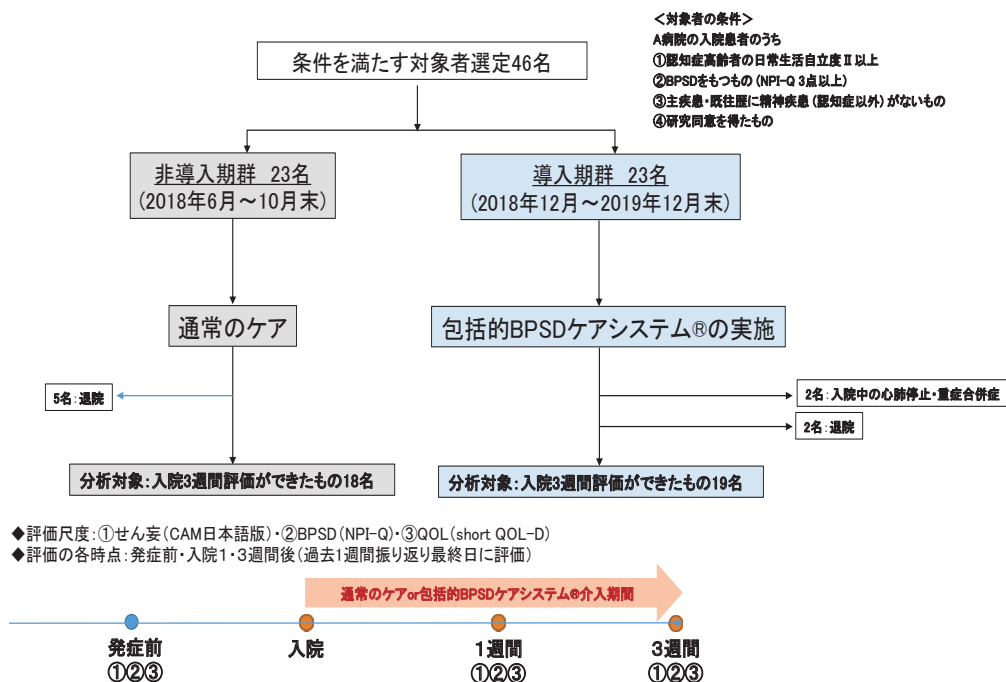 <対象者の条件>
A病院の入院患者のうち
①認知症高齢者の日常生活自立度Ⅱ以上
②BPSDをもつもの(NPI-Q 3点以上)
③主疾患・既往歴に精神疾患(認知症以外)がないもの
④研究同意を得たもの
条件を満たす対象者選定46名
非導入期群 23名
(2018年6月～10月末)
導入期群 23名
(2018年12月～2019年12月末)
通常のケア
包括的BPSDケアシステム®の実施
5名:退院
2名:入院中の心肺停止・重症合併症
2名:退院
分析対象:入院3週間評価ができたもの18名
分析対象:入院3週間評価ができたもの19名
◆評価尺度:①せん妄(CAM日本語版)・②BPSD(NPI-Q)・③QOL(short QOL-D)
◆評価の各時点:発症前・入院1・3週間後(過去1週間振り返り最終日に評価)
通常のケアor包括的BPSDケアシステム®介入期間
発症前
①②③
入院
1週間
①②③
3週間
①②③